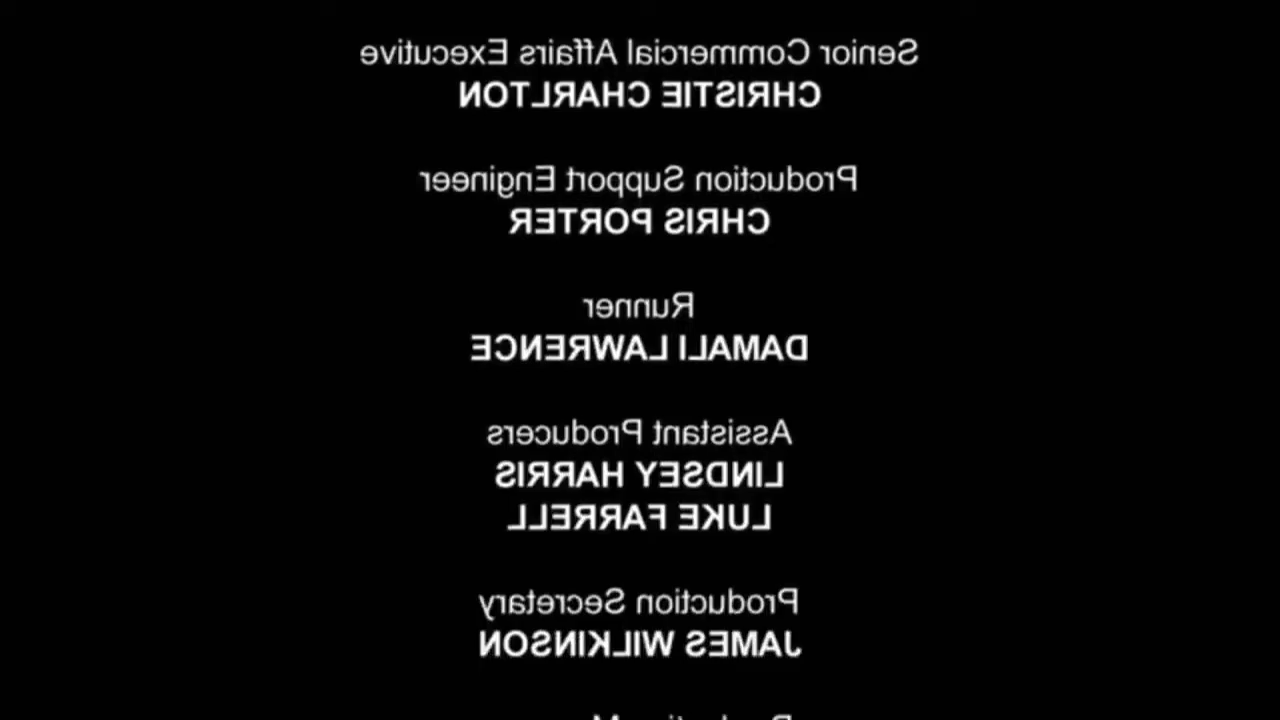 Senior Commercial Affairs Executive
CHRISTIE CHARLTON
Production Support Engineer
CHRIS PORTER
Runner
DAMALI LAWRENCE
Assistant Producers
LINDSEY HARRIS
LUKE FARRELL
Production Secretary
JAMES WILKINSON